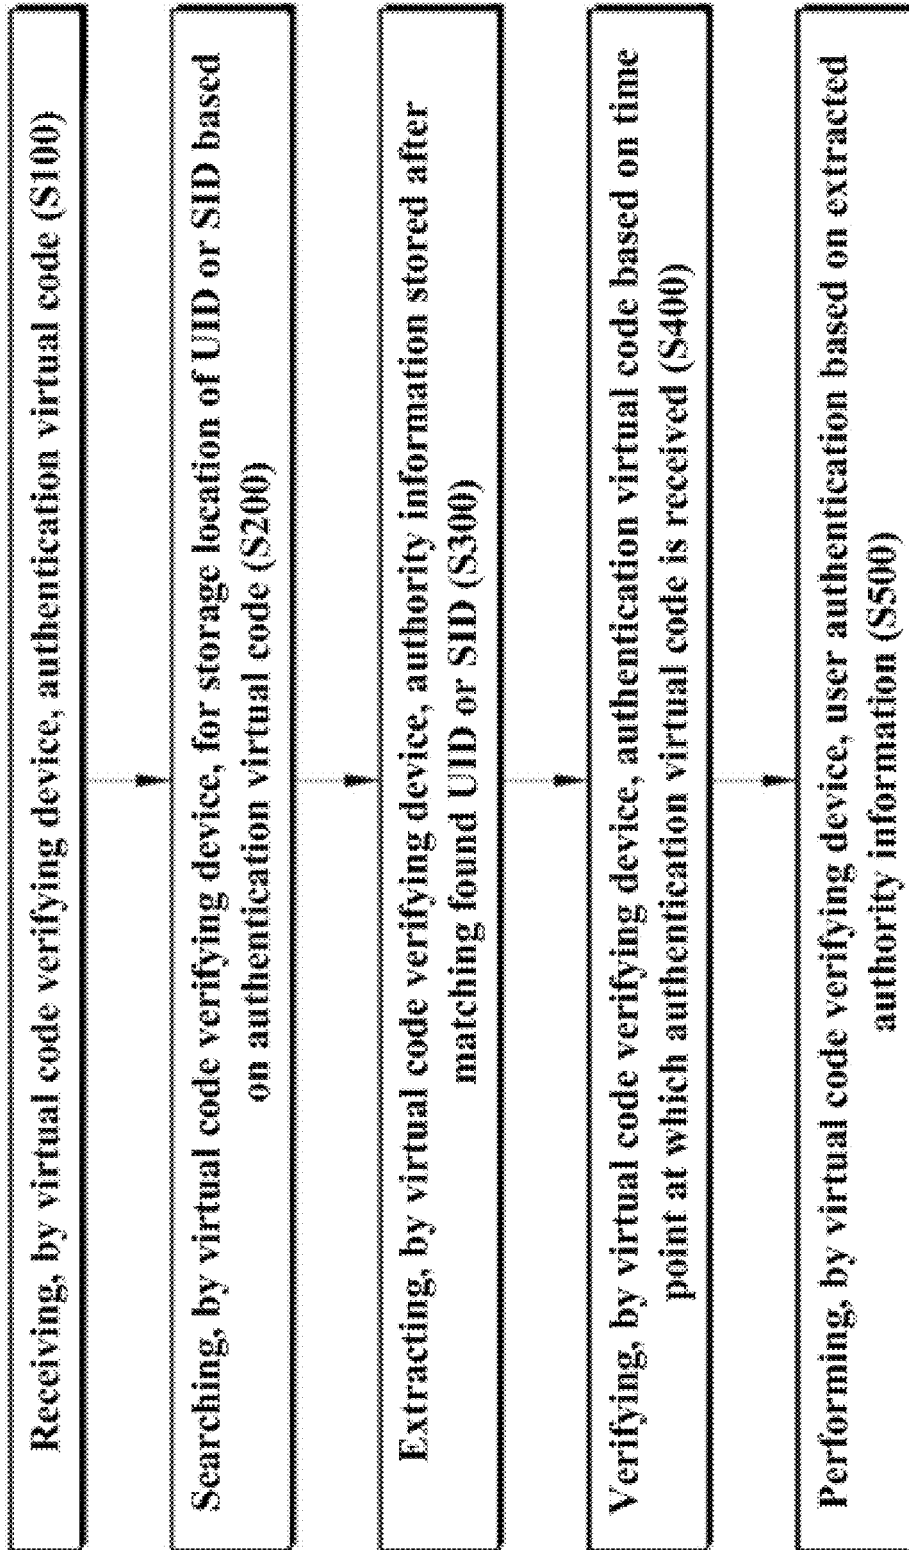 Receiving, by virtual code verifying device, authentication virtual code (S100)
Searching, by virtual code verifying device, for storage location of UID or SID based
on authentication virtual code (S200)
Extracting, by virtual code verifying device, authority information stored after
matching found UID or SID (S300)
Verifying, by virtual code verifying device, authentication virtual code based on time
point at which authentication virtual code is received (S400)
Performing, by virtual code verifying device, user authentication based on extracted
authority information (S500)